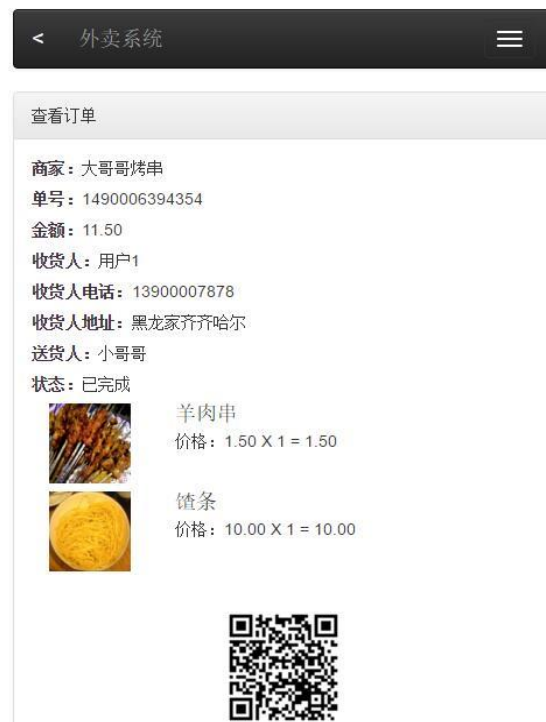 < 外卖系统
查看订单
商家：大哥哥烤串
单号：1490006394354
金额：11.50
收货人：用户1
收货人电话：13900007878
收货人地址：黑龙家齐齐哈尔
送货人：小哥哥
状态：已完成
羊肉串
价格：1.50 X 1 = 1.50
馇条
价格：10.00 X 1 = 10.00